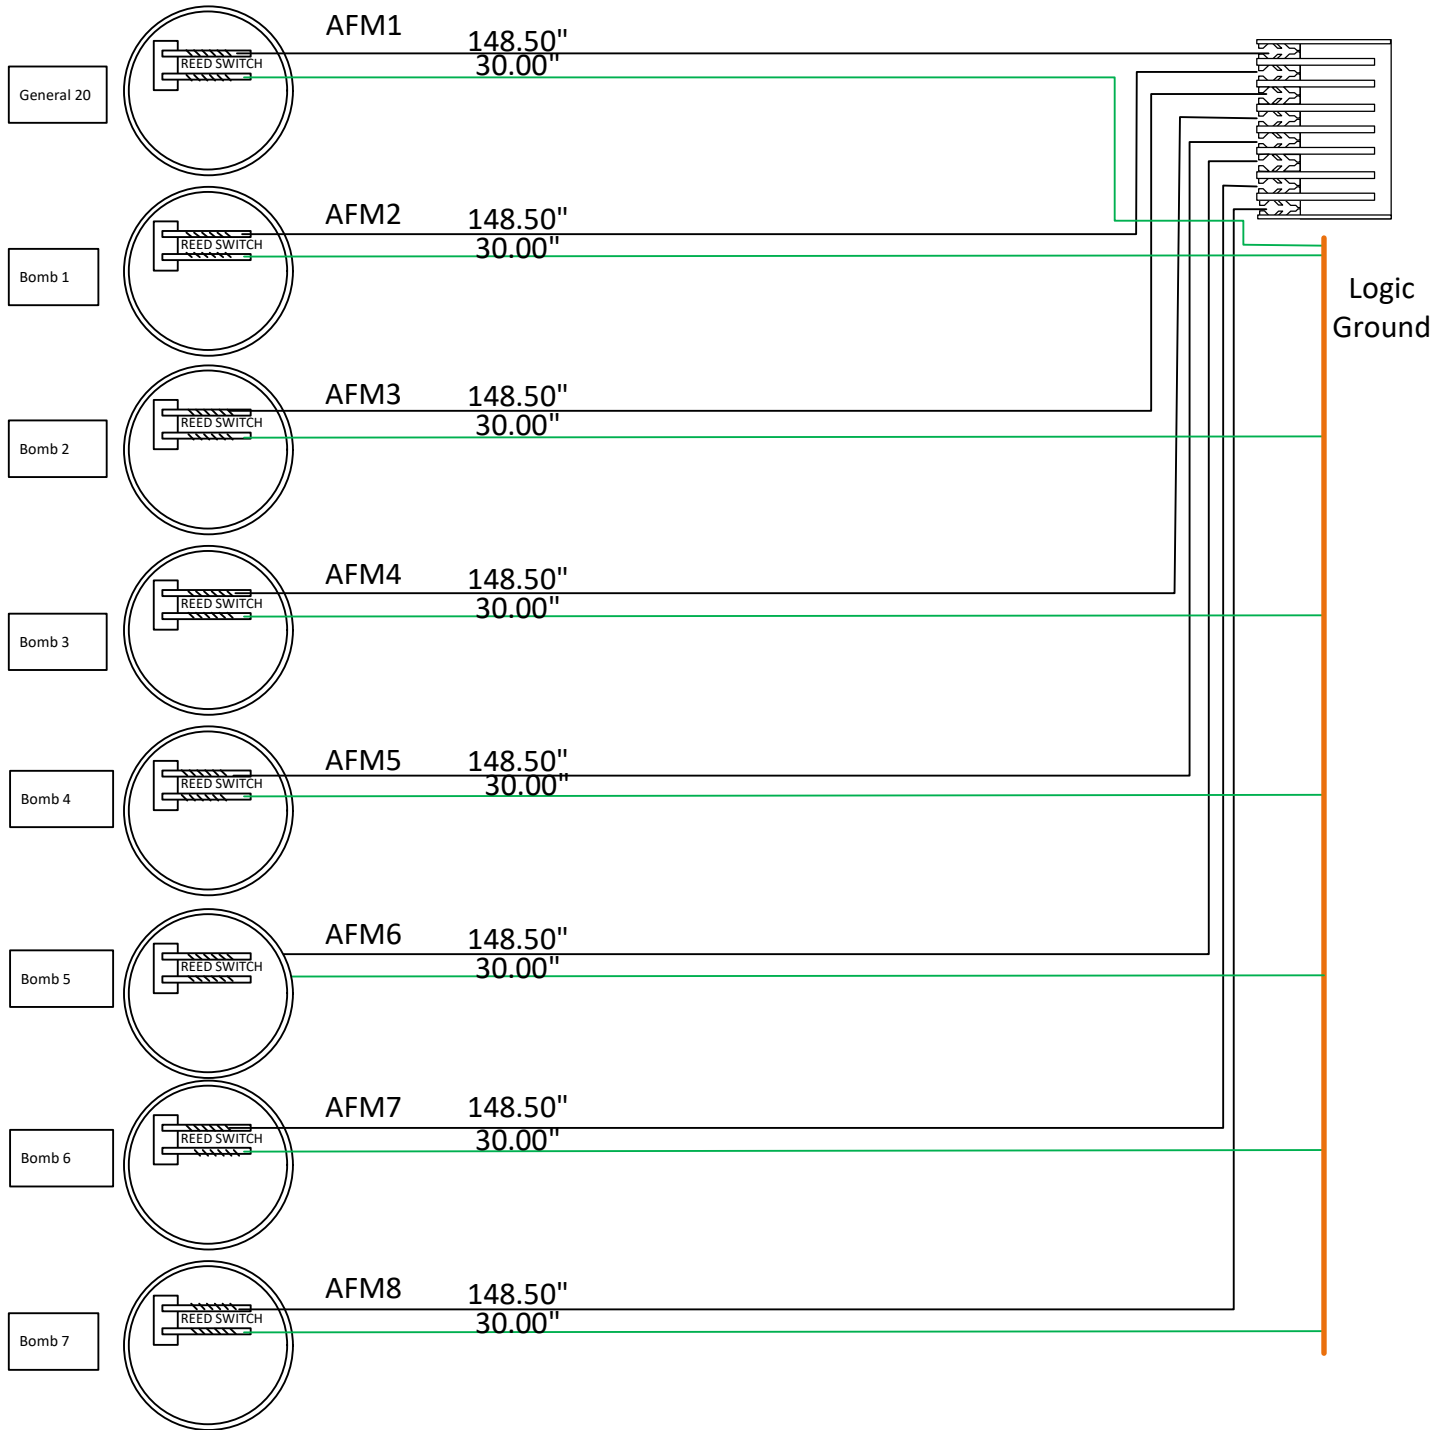 AFM1
148.50"
30.00"
REED SWITCH
General 20
AFM2
148.50"
30.00"
REED SWITCH
Bomb 1
Logic
Ground
AFM3
148.50"
30.00"
REED SWITCH
Bomb 2
AFM4
148.50"
30.00"
REED SWITCH
Bomb 3
AFM5
148.50"
30.00"
REED SWITCH
Bomb 4
AFM6
148.50"
30.00"
REED SWITCH
Bomb 5
AFM7
148.50"
30.00"
REED SWITCH
Bomb 6
AFM8
148.50"
30.00"
REED SWITCH
Bomb 7